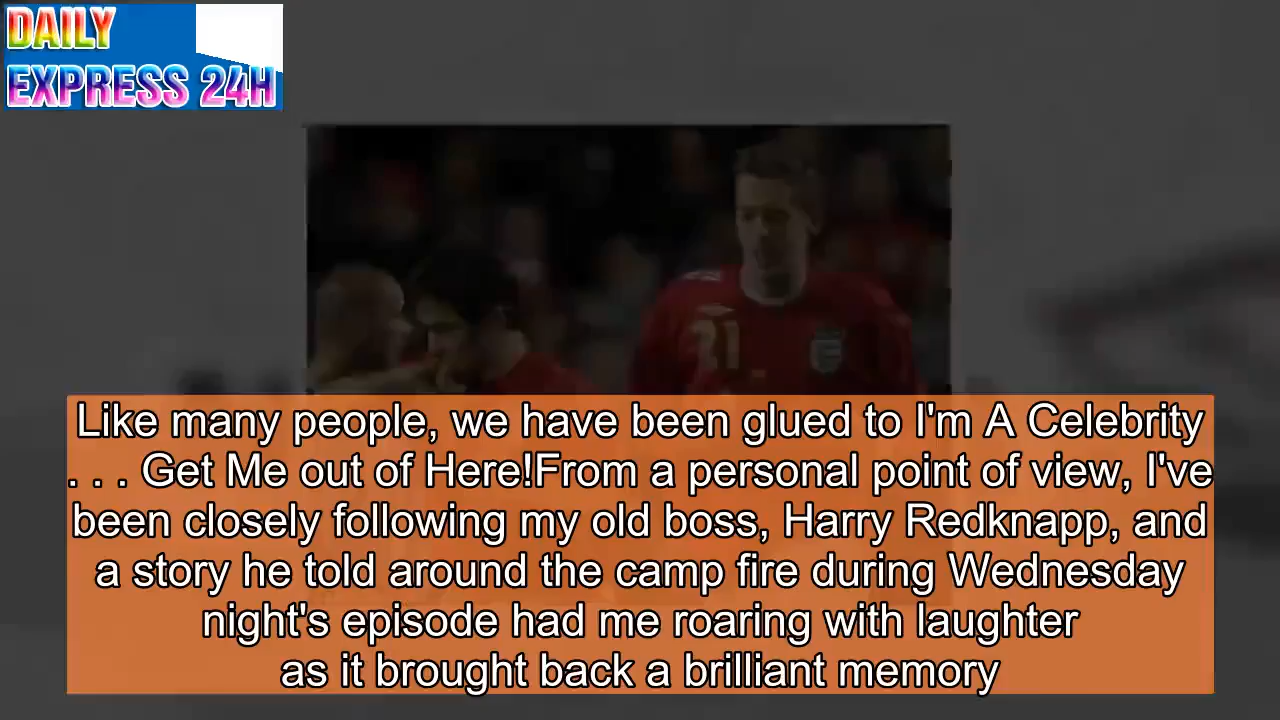 DAILY
EXPRESS 24H
21
Like many people, we have been glued to I'm A Celebrity
. . . Get Me out of Here!From a personal point of view, I've
been closely following my old boss, Harry Redknapp, and
a story he told around the camp fire during Wednesday
night's episode had me roaring with laughter
as it brought back a brilliant memory